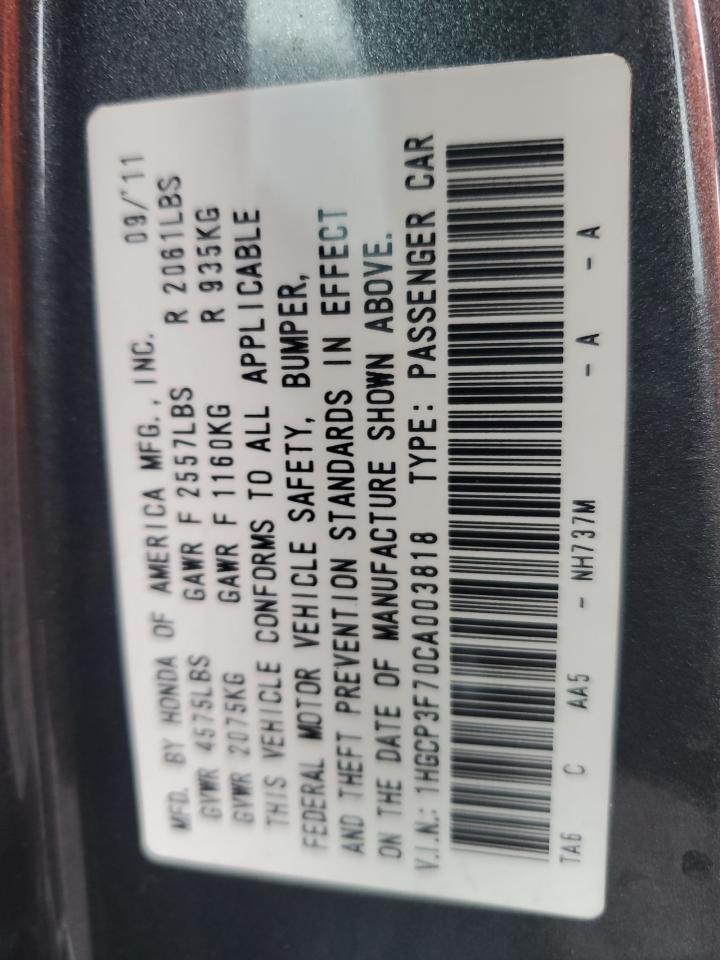 MFD. BY HONDA OF AMERICA MFG., INC. 09/'11
GVWR 4575LBS GAWR F 2557LBS R 2061LBS
GVWR 2075KG GAWR F 1160KG R 935KG
THIS VEHICLE CONFORMS TO ALL APPLICABLE
FEDERAL MOTOR VEHICLE SAFETY, BUMPER,
AND THEFT PREVENTION STANDARDS IN EFFECT
ON THE DATE OF MANUFACTURE SHOWN ABOVE.
V.I.N.: 1HGCP3F70CA003818 TYPE: PASSENGER CAR
TA6 C AA5 - NH737M - A - A